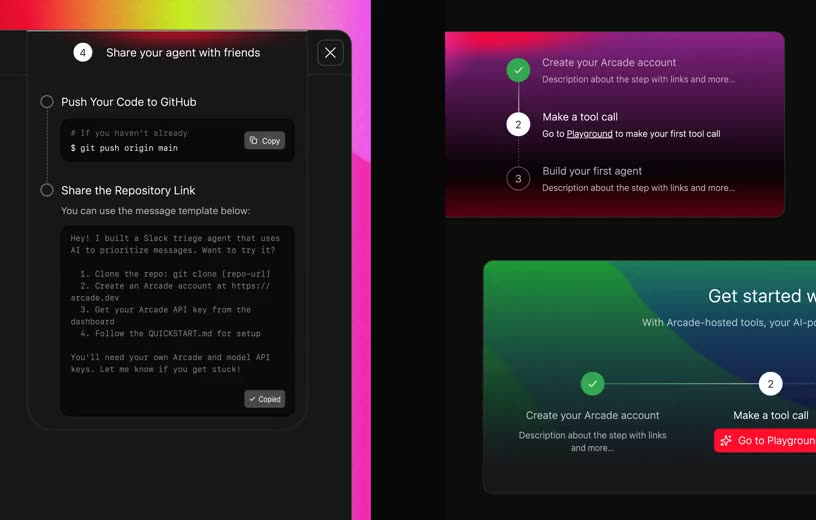 4 Share your agent with friends
Push Your Code to GitHub
# If you haven't already
$ git push origin main
Copy
Share the Repository Link
You can use the message template below:
Hey! I built a Slack triage agent that uses
AI to prioritize messages. Want to try it?
1. Clone the repo: git clone [repo-url]
2. Create an Arcade account at https://
arcade.dev
3. Get your Arcade API key from the
dashboard
4. Follow the QUICKSTART.md for setup
You'll need your own Arcade and model API
keys. Let me know if you get stuck!
Copied
Create your Arcade account
Description about the step with links and more...
2 Make a tool call
Go to Playground to make your first tool call
3 Build your first agent
Description about the step with links and more...
Get started w
With Arcade-hosted tools, your AI-po
2
Create your Arcade account
Description about the step with links
and more...
Make a tool call
Go to Playgroun